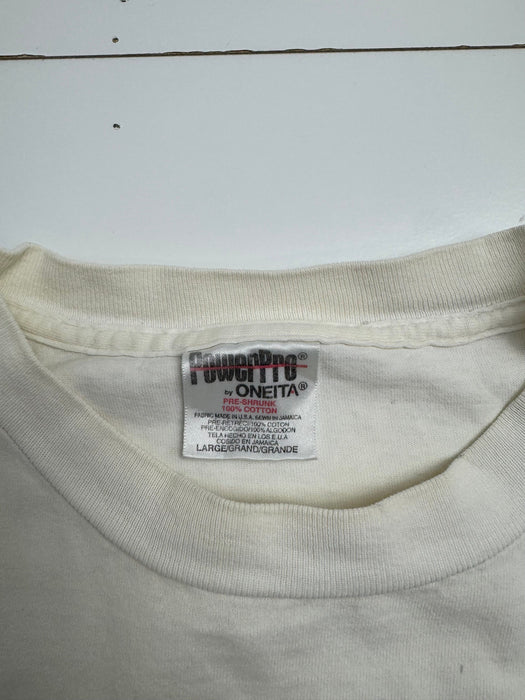 PowerPro®
by ONEITA®
PRE-SHRUNK
100% COTTON
FABRIC MADE IN U.S.A. SEWN IN JAMAICA
PRE-RETRECI 100% COTON
PRE-ENCOGIDO/100% ALGODON
TELA HECHO EN LOS E.U.A
COSIDO EN JAMAICA
LARGE/GRAND/GRANDE